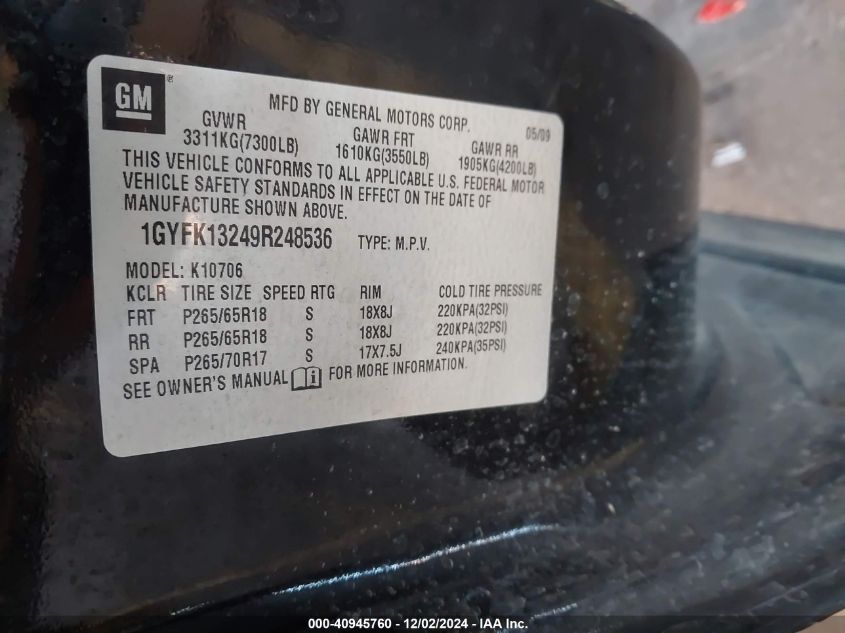 GM ®
MFD BY GENERAL MOTORS CORP. 05/09
GVWR GAWR FRT GAWR RR
3311KG(7300LB) 1610KG(3550LB) 1905KG(4200LB)
THIS VEHICLE CONFORMS TO ALL APPLICABLE U.S. FEDERAL MOTOR
VEHICLE SAFETY STANDARDS IN EFFECT ON THE DATE OF
MANUFACTURE SHOWN ABOVE.
1GYFK13249R248536 TYPE: M.P.V.
MODEL: K10706
KCLR TIRE SIZE SPEED RTG RIM COLD TIRE PRESSURE
FRT P265/65R18 S 18X8J 220KPA(32PSI)
RR P265/65R18 S 18X8J 220KPA(32PSI)
SPA P265/70R17 S 17X7.5J 240KPA(35PSI)
SEE OWNER'S MANUAL i FOR MORE INFORMATION.
000-40945760 - 12/02/2024 - IAA Inc.